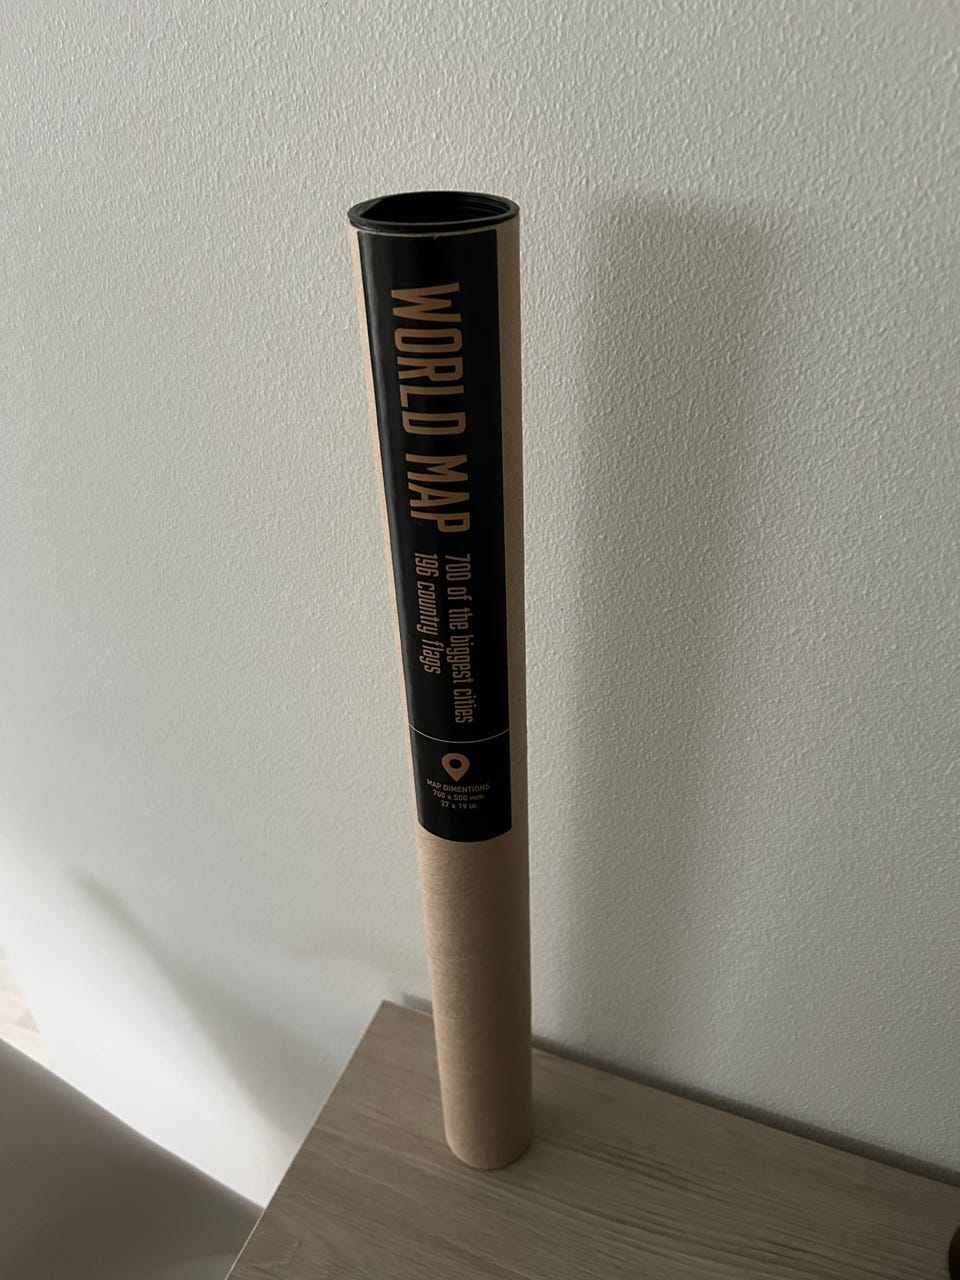 WORLD MAP
700 of the biggest cities
196 country flags
MAP DIMENTIONS
700 x 500 mm
27 x 19 in